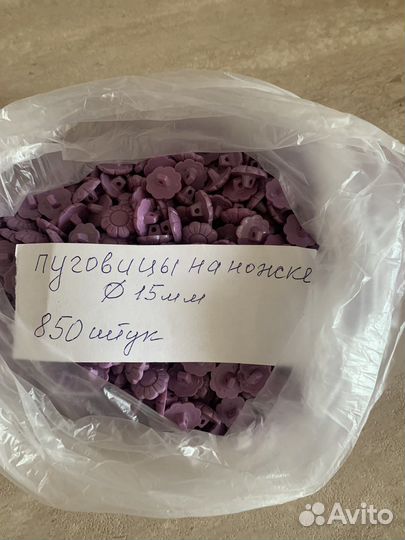 пуговицы на ножке
Ø 15мм
850 штук
Avito